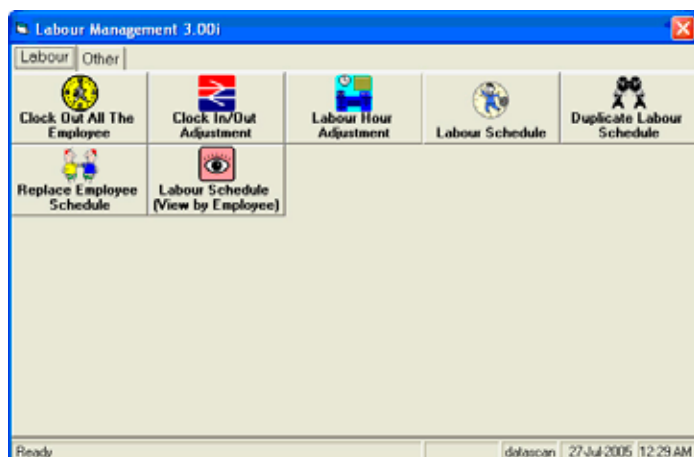 Labour Management 3.00i
Labour Other
Clock Out All The Employee
Clock In/Out Adjustment
Labour Hour Adjustment
Labour Schedule
Duplicate Labour Schedule
Replace Employee Schedule
Labour Schedule (View by Employee)
Ready datascan 27-Jul-2005 12:29 AM